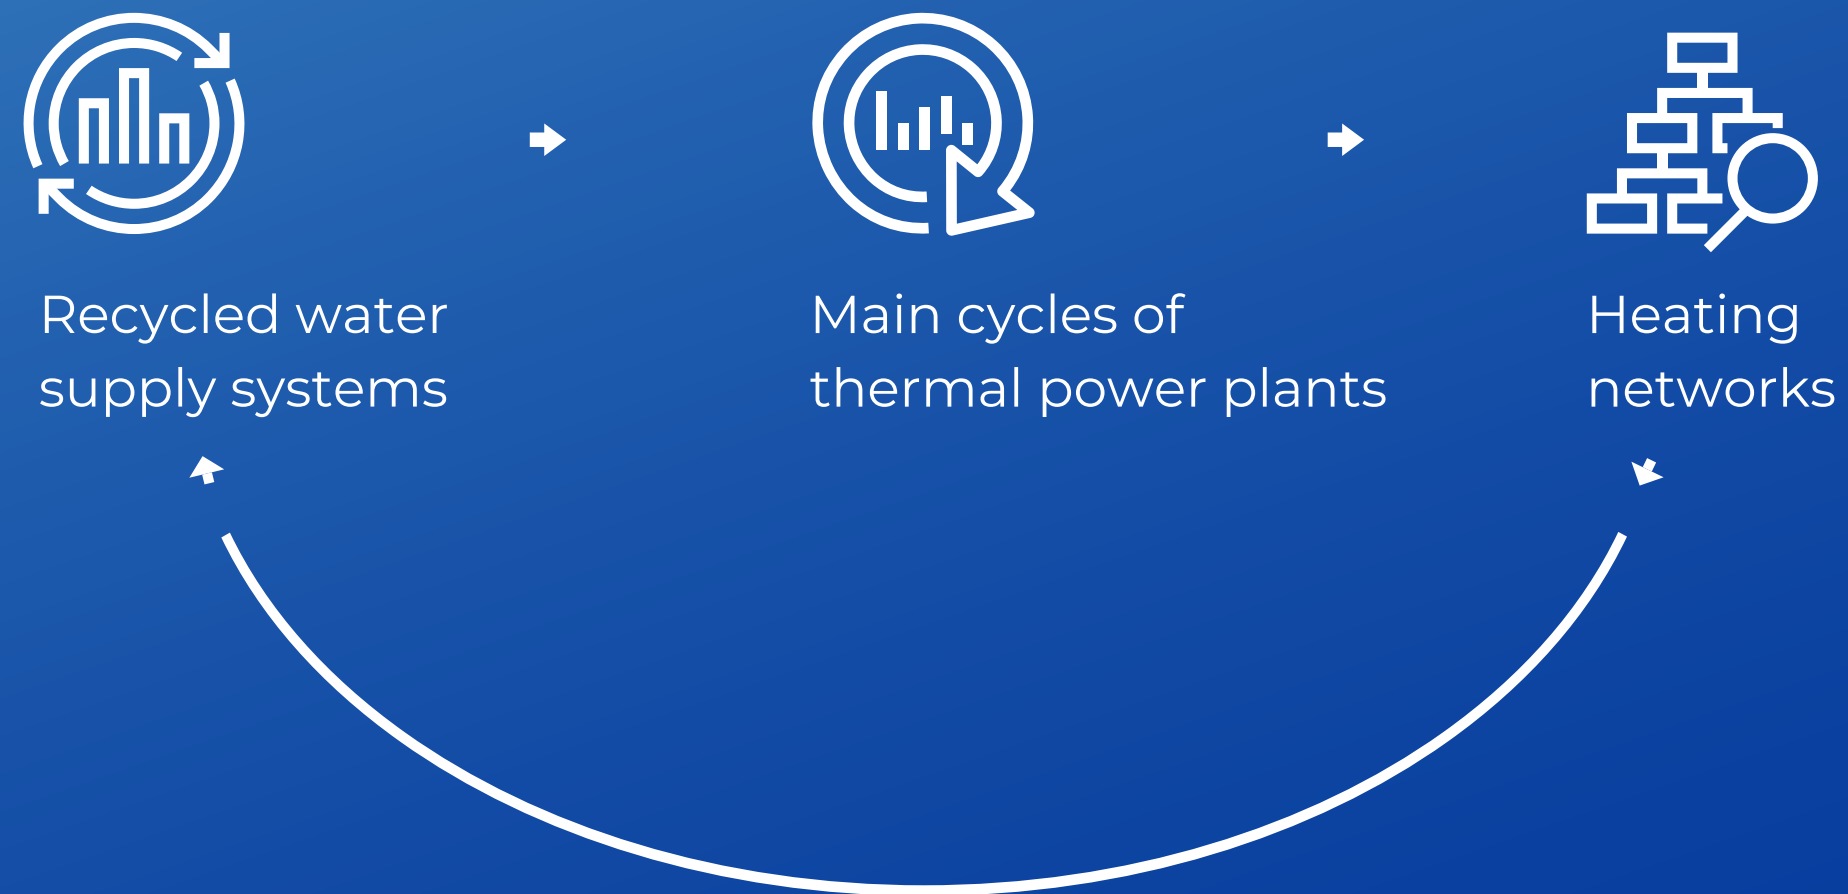 Recycled water
supply systems
Main cycles of
thermal power plants
Heating
networks